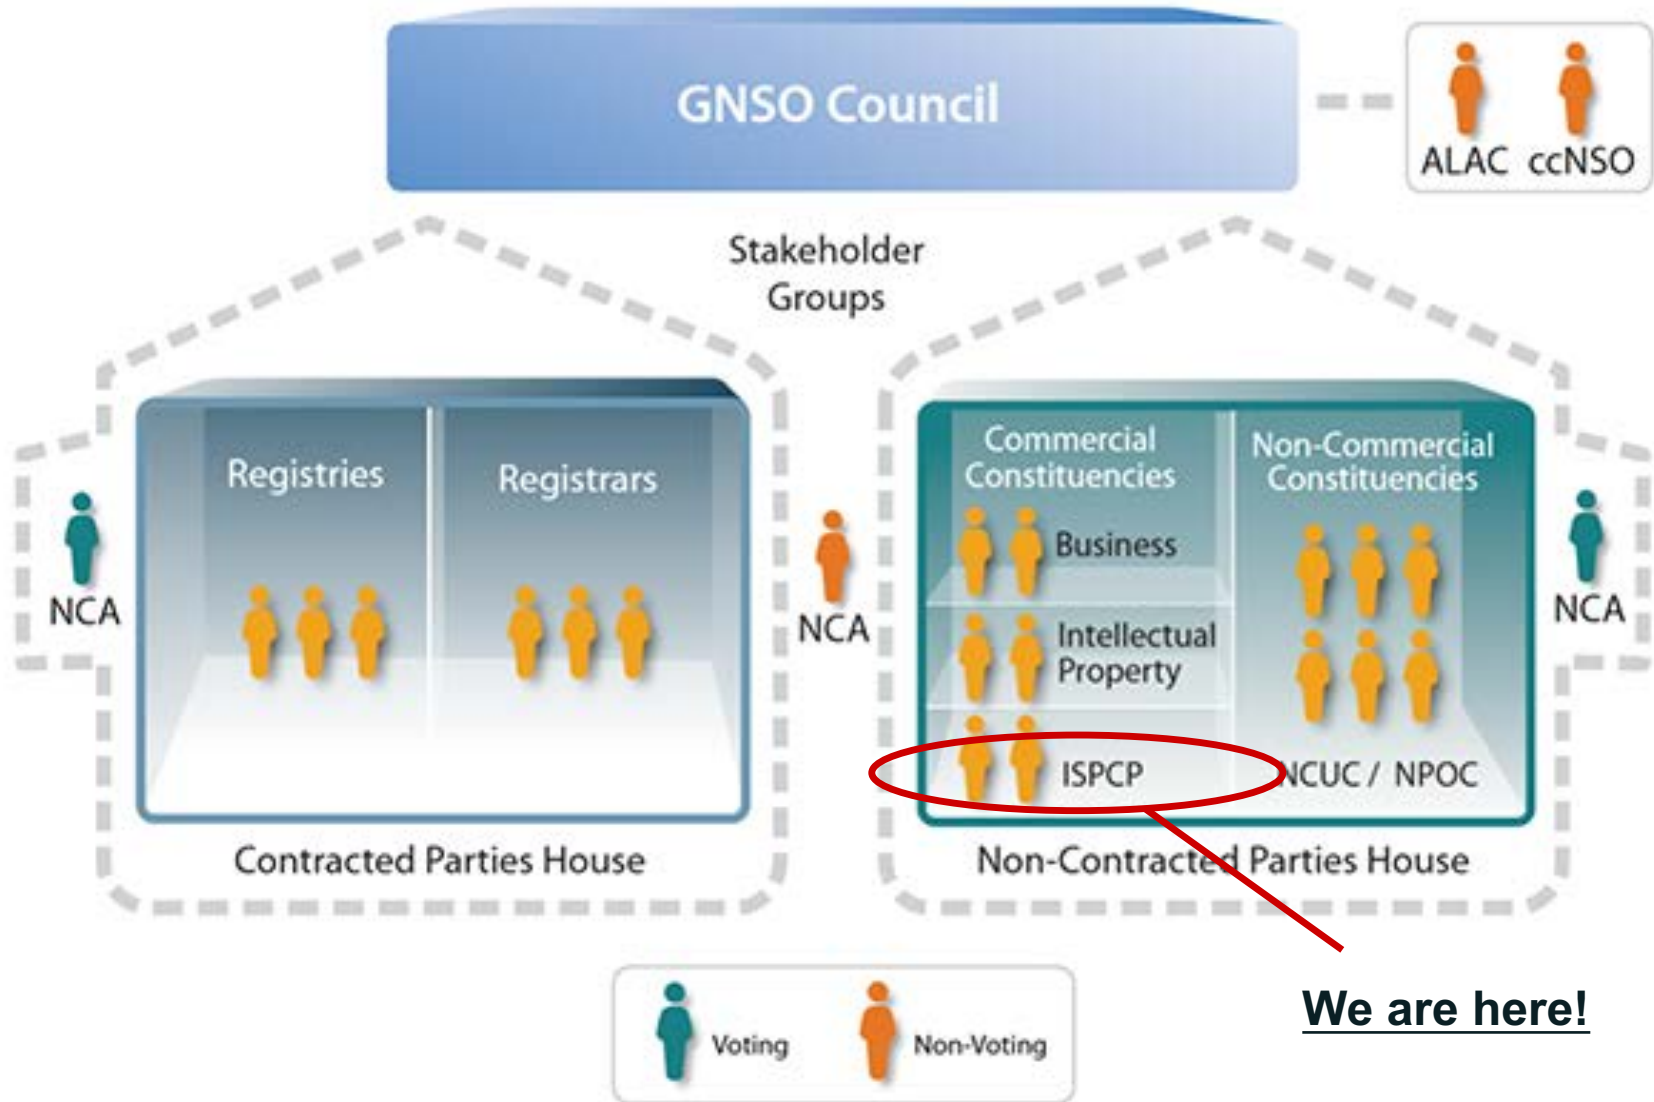 GNSO Council
ALAC ccNSO
Stakeholder
Groups
Registries
Registrars
NCA
Contracted Parties House
NCA
Commercial
Constituencies
Business
Intellectual
Property
ISPCP
Non-Commercial
Constituencies
NCUC / NPOC
NCA
Non-Contracted Parties House
We are here!
Voting
Non-Voting